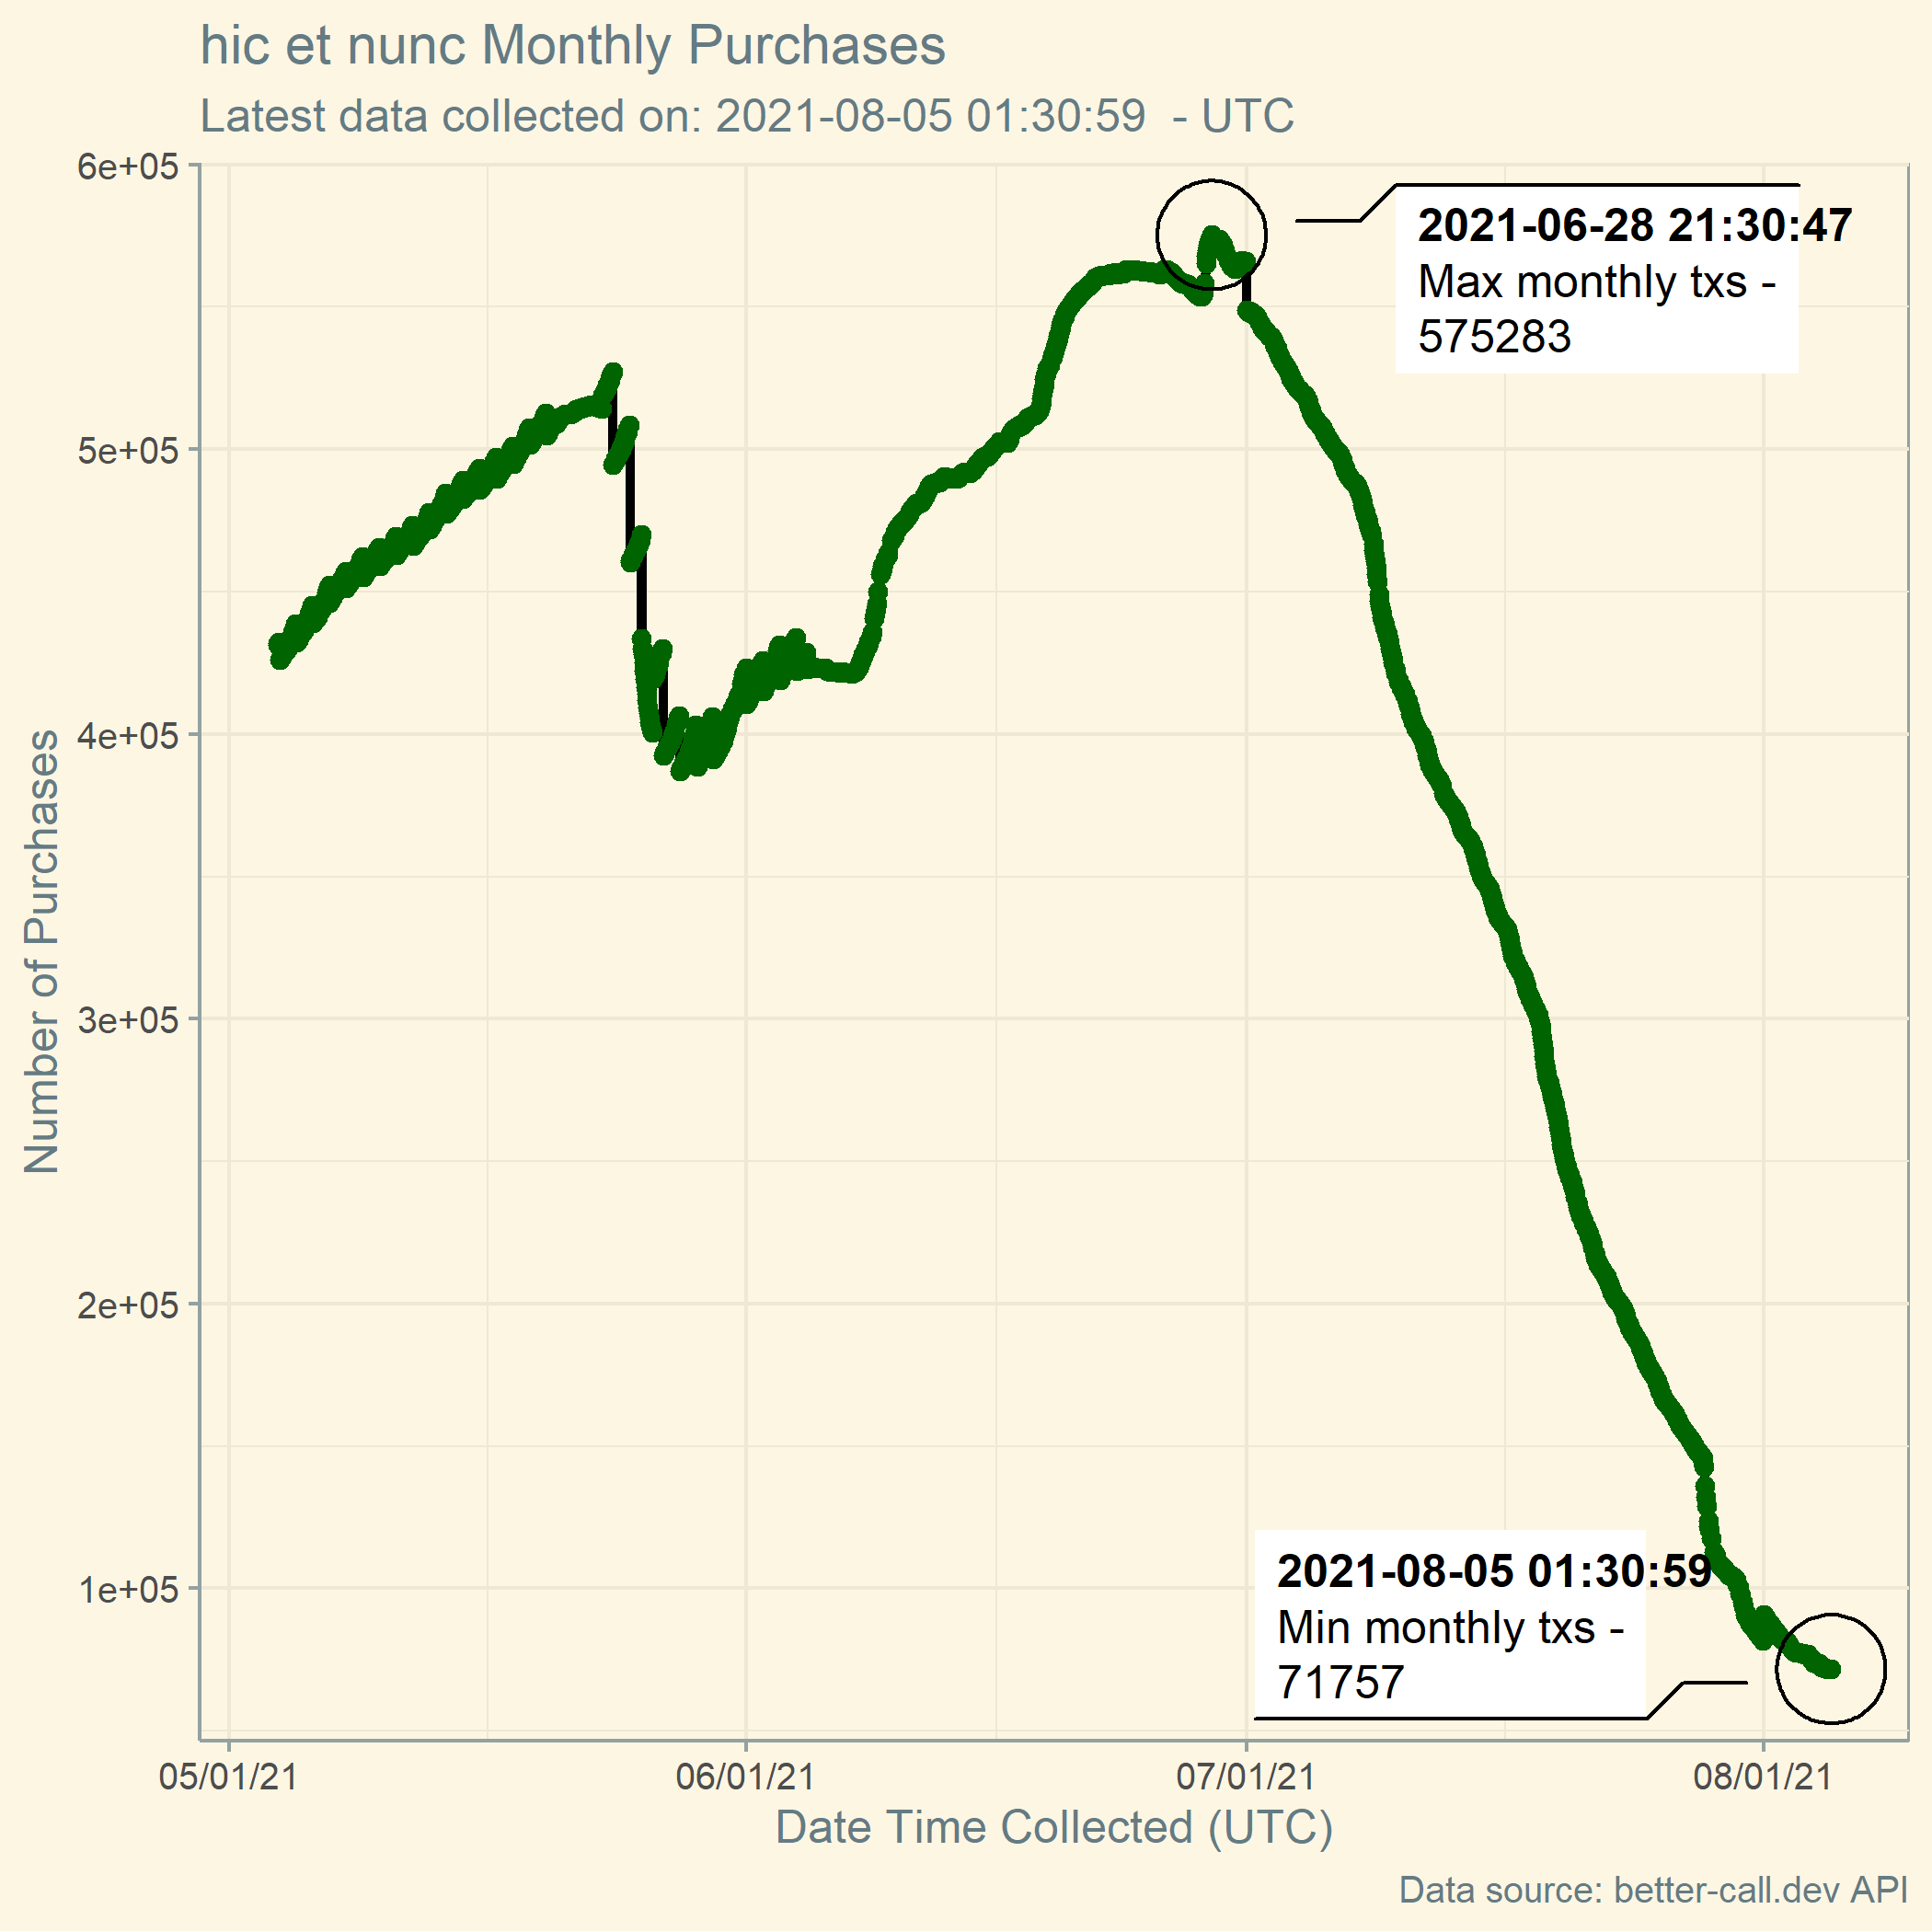 hic et nunc Monthly Purchases
Latest data collected on: 2021-08-05 01:30:59  - UTC
6e+05
5e+05
4e+05
3e+05
2e+05
1e+05
Number of Purchases
2021-06-28 21:30:47
Max monthly txs -
575283
2021-08-05 01:30:59
Min monthly txs -
71757
05/01/21
06/01/21
07/01/21
08/01/21
Date Time Collected (UTC)
Data source: better-call.dev API